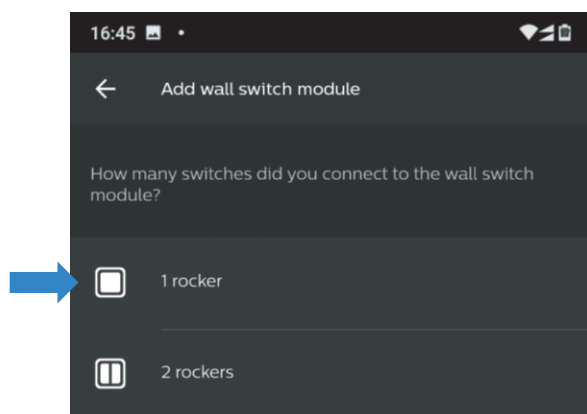 16:45
Add wall switch module
How many switches did you connect to the wall switch
module?
1 rocker
2 rockers